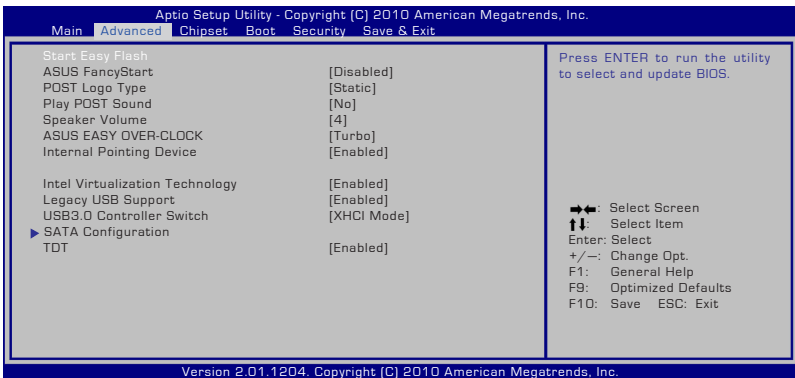 Aptio Setup Utility - Copyright (C) 2010 American Megatrends, Inc.
Main Advanced Chipset Boot Security Save & Exit
Start Easy Flash
ASUS FancyStart [Disabled]
POST Logo Type [Static]
Play POST Sound [No]
Speaker Volume [4]
ASUS EASY OVER-CLOCK [Turbo]
Internal Pointing Device [Enabled]
Intel Virtualization Technology [Enabled]
Legacy USB Support [Enabled]
USB3.0 Controller Switch [XHCI Mode]
SATA Configuration
TDT [Enabled]
Press ENTER to run the utility
to select and update BIOS.
→←: Select Screen
↑↓: Select Item
Enter: Select
+/—: Change Opt.
F1: General Help
F9: Optimized Defaults
F10: Save ESC: Exit
Version 2.01.1204. Copyright (C) 2010 American Megatrends, Inc.